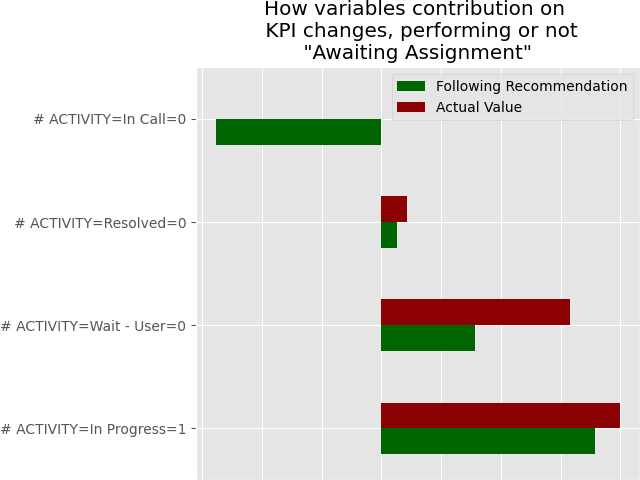 How variables contribution on
KPI changes, performing or not
"Awaiting Assignment"
Following Recommendation
Actual Value
# ACTIVITY=In Call=0
# ACTIVITY=Resolved=0
# ACTIVITY=Wait - User=0
# ACTIVITY=In Progress=1